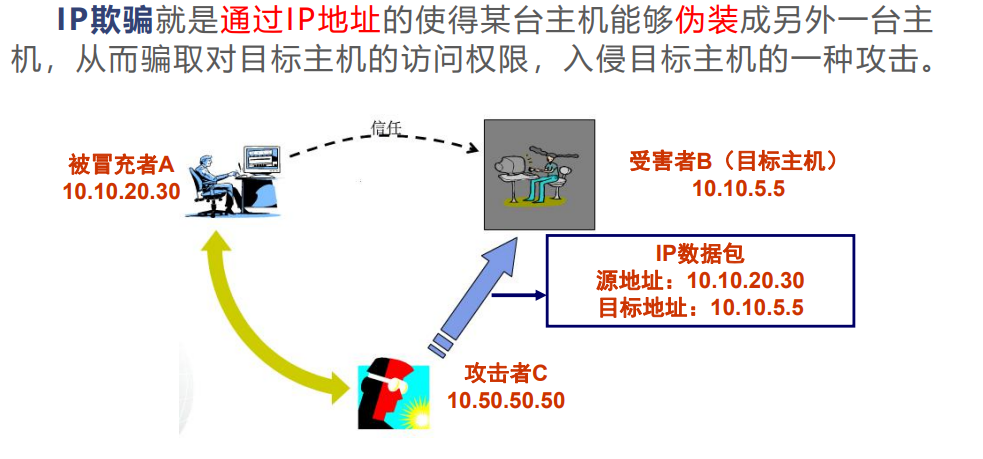 IP欺骗就是通过IP地址的使得某台主机能够伪装成另外一台主
机，从而骗取对目标主机的访问权限，入侵目标主机的一种攻击。
信任
被冒充者A
10.10.20.30
受害者B（目标主机）
10.10.5.5
IP数据包
源地址：10.10.20.30
目标地址：10.10.5.5
攻击者C
10.50.50.50